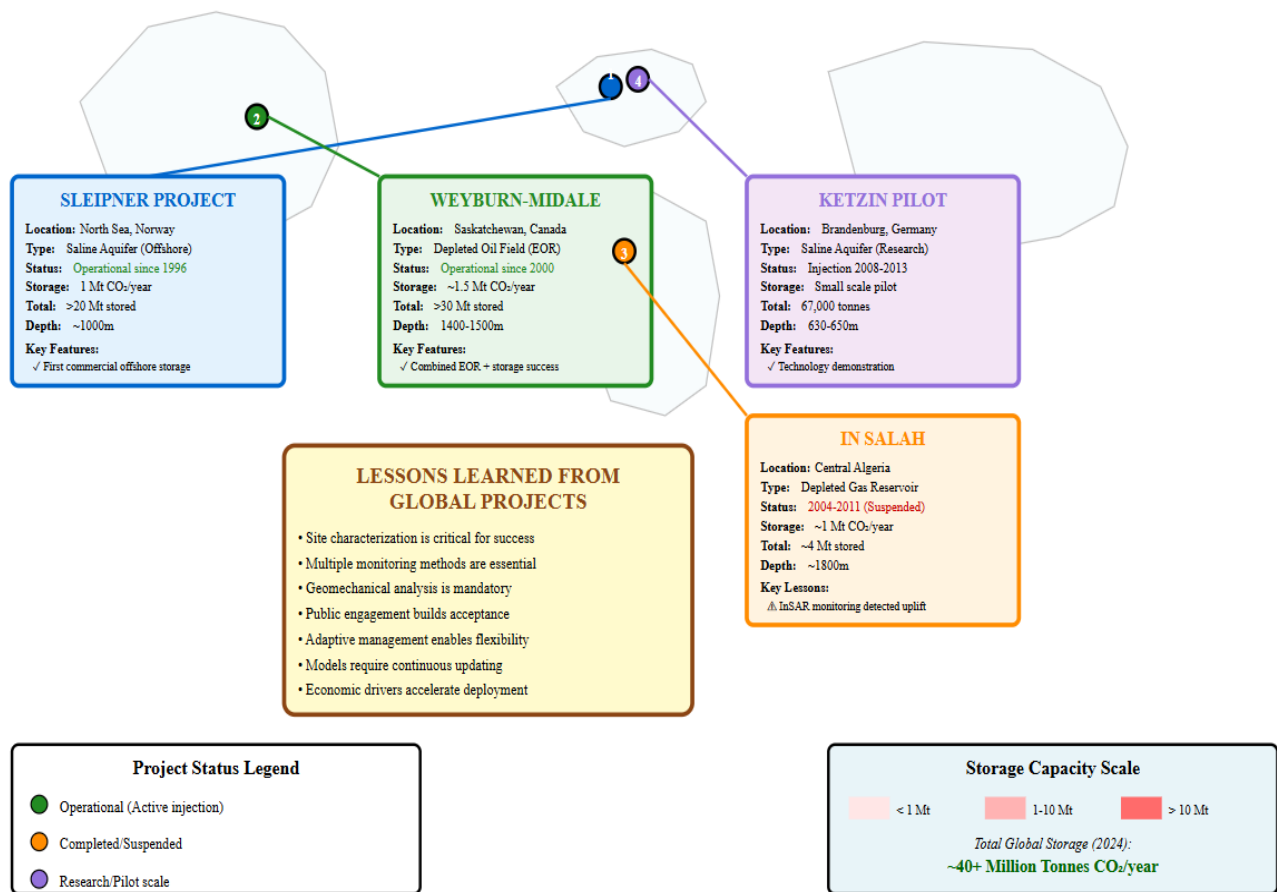 1
4
2
3
SLEIPNER PROJECT
Location: North Sea, Norway
Type: Saline Aquifer (Offshore)
Status: Operational since 1996
Storage: 1 Mt CO₂/year
Total: >20 Mt stored
Depth: ~1000m
Key Features:
✓ First commercial offshore storage
WEYBURN-MIDALE
Location: Saskatchewan, Canada
Type: Depleted Oil Field (EOR)
Status: Operational since 2000
Storage: ~1.5 Mt CO₂/year
Total: >30 Mt stored
Depth: 1400-1500m
Key Features:
✓ Combined EOR + storage success
KETZIN PILOT
Location: Brandenburg, Germany
Type: Saline Aquifer (Research)
Status: Injection 2008-2013
Storage: Small scale pilot
Total: 67,000 tonnes
Depth: 630-650m
Key Features:
✓ Technology demonstration
IN SALAH
Location: Central Algeria
Type: Depleted Gas Reservoir
Status: 2004-2011 (Suspended)
Storage: ~1 Mt CO₂/year
Total: ~4 Mt stored
Depth: ~1800m
Key Lessons:
⚠ InSAR monitoring detected uplift
LESSONS LEARNED FROM
GLOBAL PROJECTS
• Site characterization is critical for success
• Multiple monitoring methods are essential
• Geomechanical analysis is mandatory
• Public engagement builds acceptance
• Adaptive management enables flexibility
• Models require continuous updating
• Economic drivers accelerate deployment
Project Status Legend
Operational (Active injection)
Completed/Suspended
Research/Pilot scale
Storage Capacity Scale
< 1 Mt
1-10 Mt
> 10 Mt
Total Global Storage (2024):
~40+ Million Tonnes CO₂/year